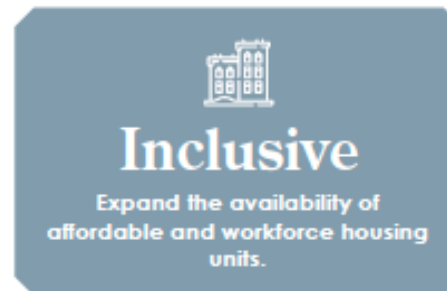 Inclusive
Expand the availability of
affordable and workforce housing
units.